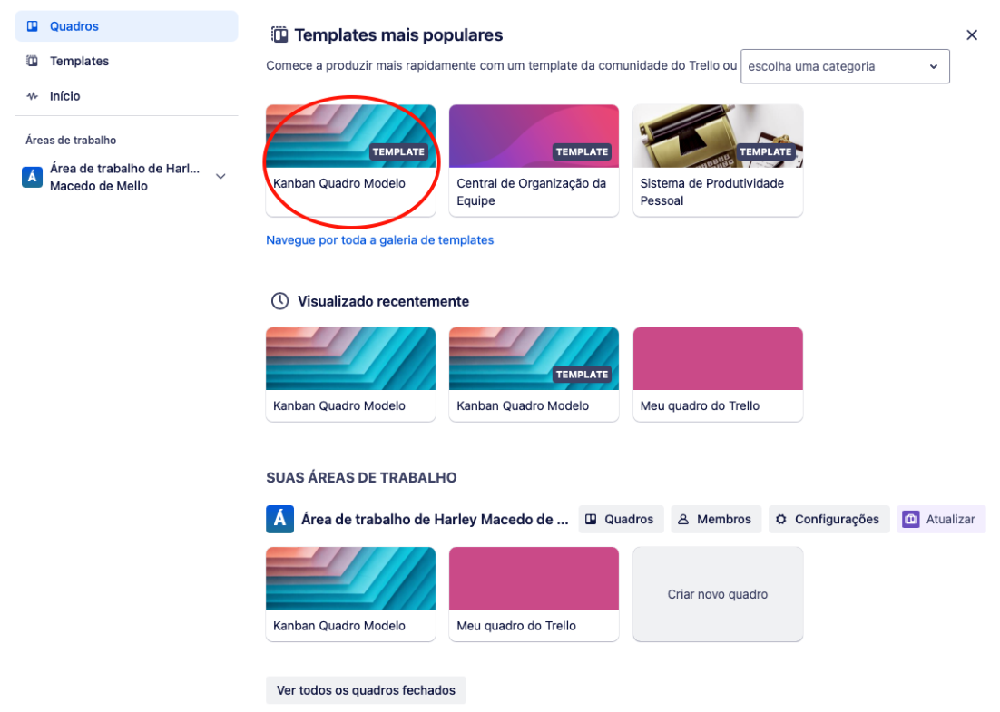 Quadros
Templates
Início
Áreas de trabalho
Á
Área de trabalho de Harl...
Macedo de Mello
Templates mais populares
Comece a produzir mais rapidamente com um template da comunidade do Trello ou
escolha uma categoria
TEMPLATE
Kanban Quadro Modelo
TEMPLATE
Central de Organização da
Equipe
TEMPLATE
Sistema de Produtividade
Pessoal
Navegue por toda a galeria de templates
Visualizado recentemente
Kanban Quadro Modelo
TEMPLATE
Kanban Quadro Modelo
Meu quadro do Trello
SUAS ÁREAS DE TRABALHO
Á
Área de trabalho de Harley Macedo de ...
Quadros
Membros
Configurações
Atualizar
Kanban Quadro Modelo
Meu quadro do Trello
Criar novo quadro
Ver todos os quadros fechados